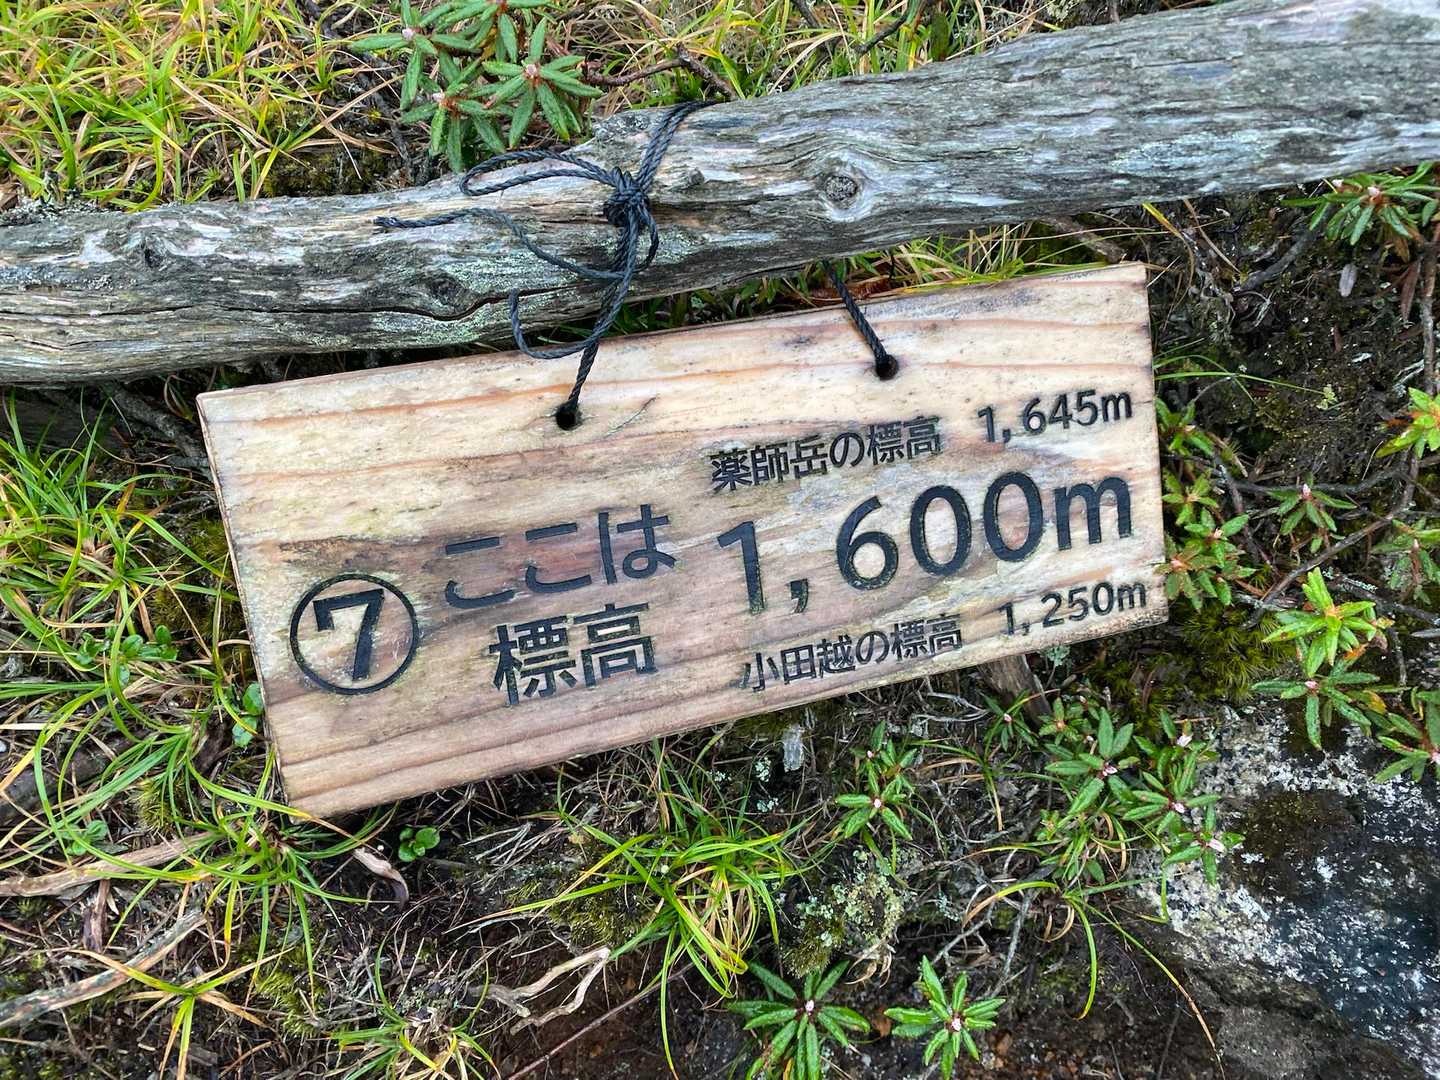 薬師岳の標高 1,645m
⑦ ここは標高 1,600m
小田越の標高 1,250m